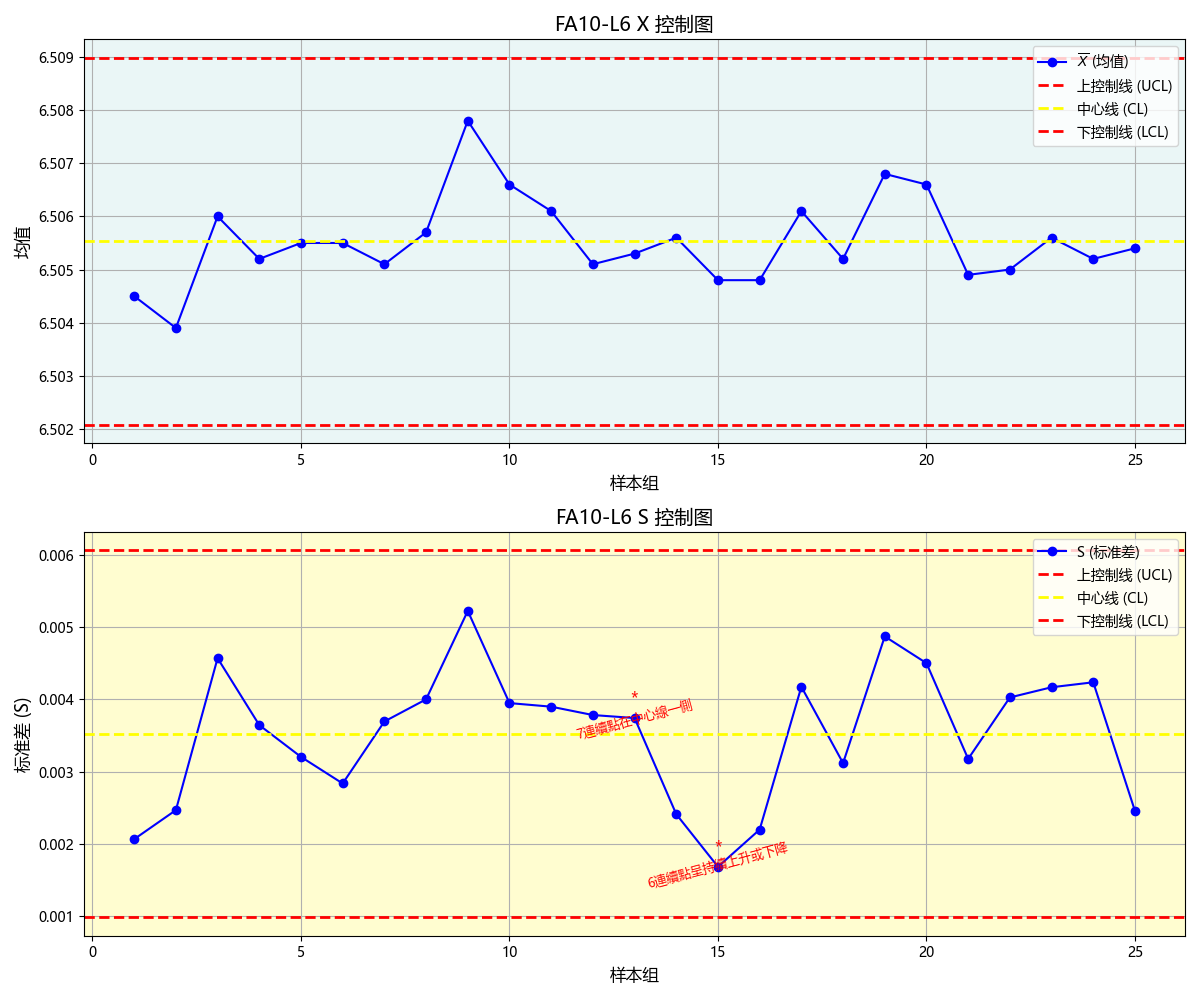 FA10-L6 X 控制图
6.509
6.508
6.507
6.506
6.505
6.504
6.503
6.502
均值
X (均值)
上控制线 (UCL)
中心线 (CL)
下控制线 (LCL)
0 5 10 15 20 25
样本组
FA10-L6 S 控制图
0.006
0.005
0.004
0.003
0.002
0.001
标准差 (S)
S (标准差)
上控制线 (UCL)
中心线 (CL)
下控制线 (LCL)
*
7連續點在中心線一側
*
6連續點呈持續上升或下降
0 5 10 15 20 25
样本组